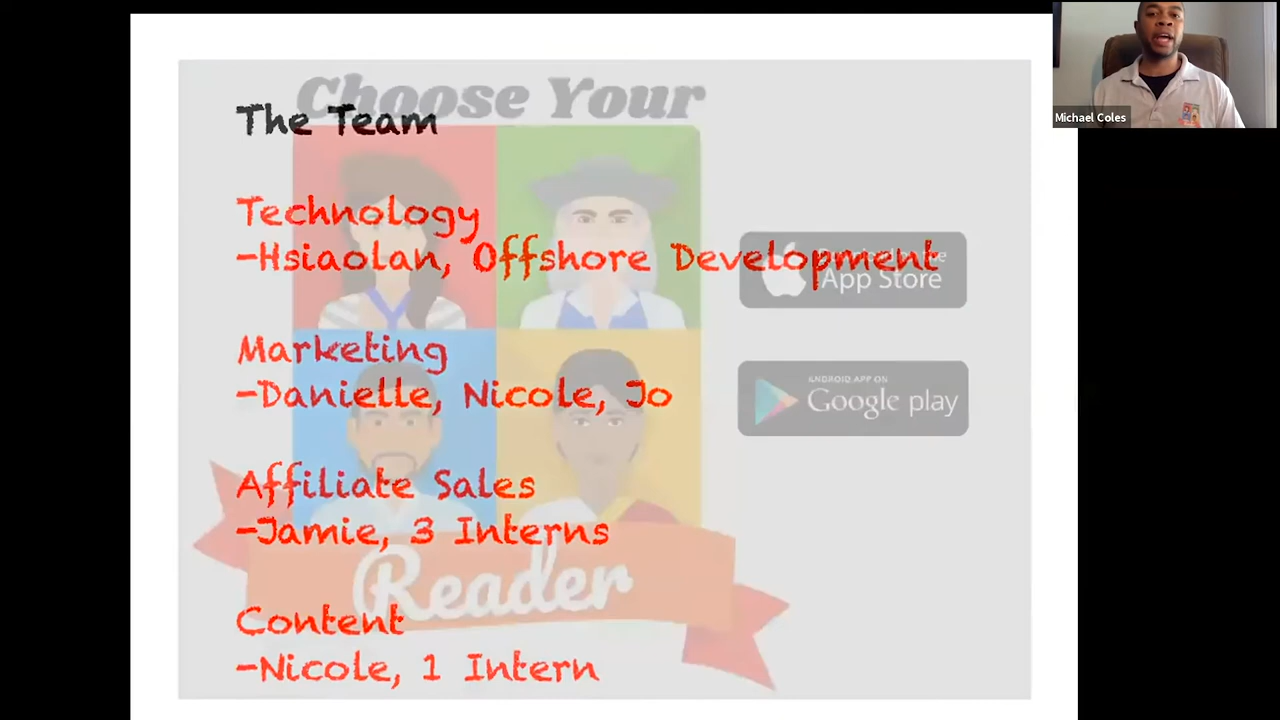 Choose Your
The Team
Technology
-Hsiaolan, Offshore Development
App Store
Marketing
-Danielle, Nicole, Jo
ANDROID APP ON
Google play
Affiliate Sales
-Jamie, 3 Interns
Reader
Content
-Nicole, 1 Intern
Michael Coles